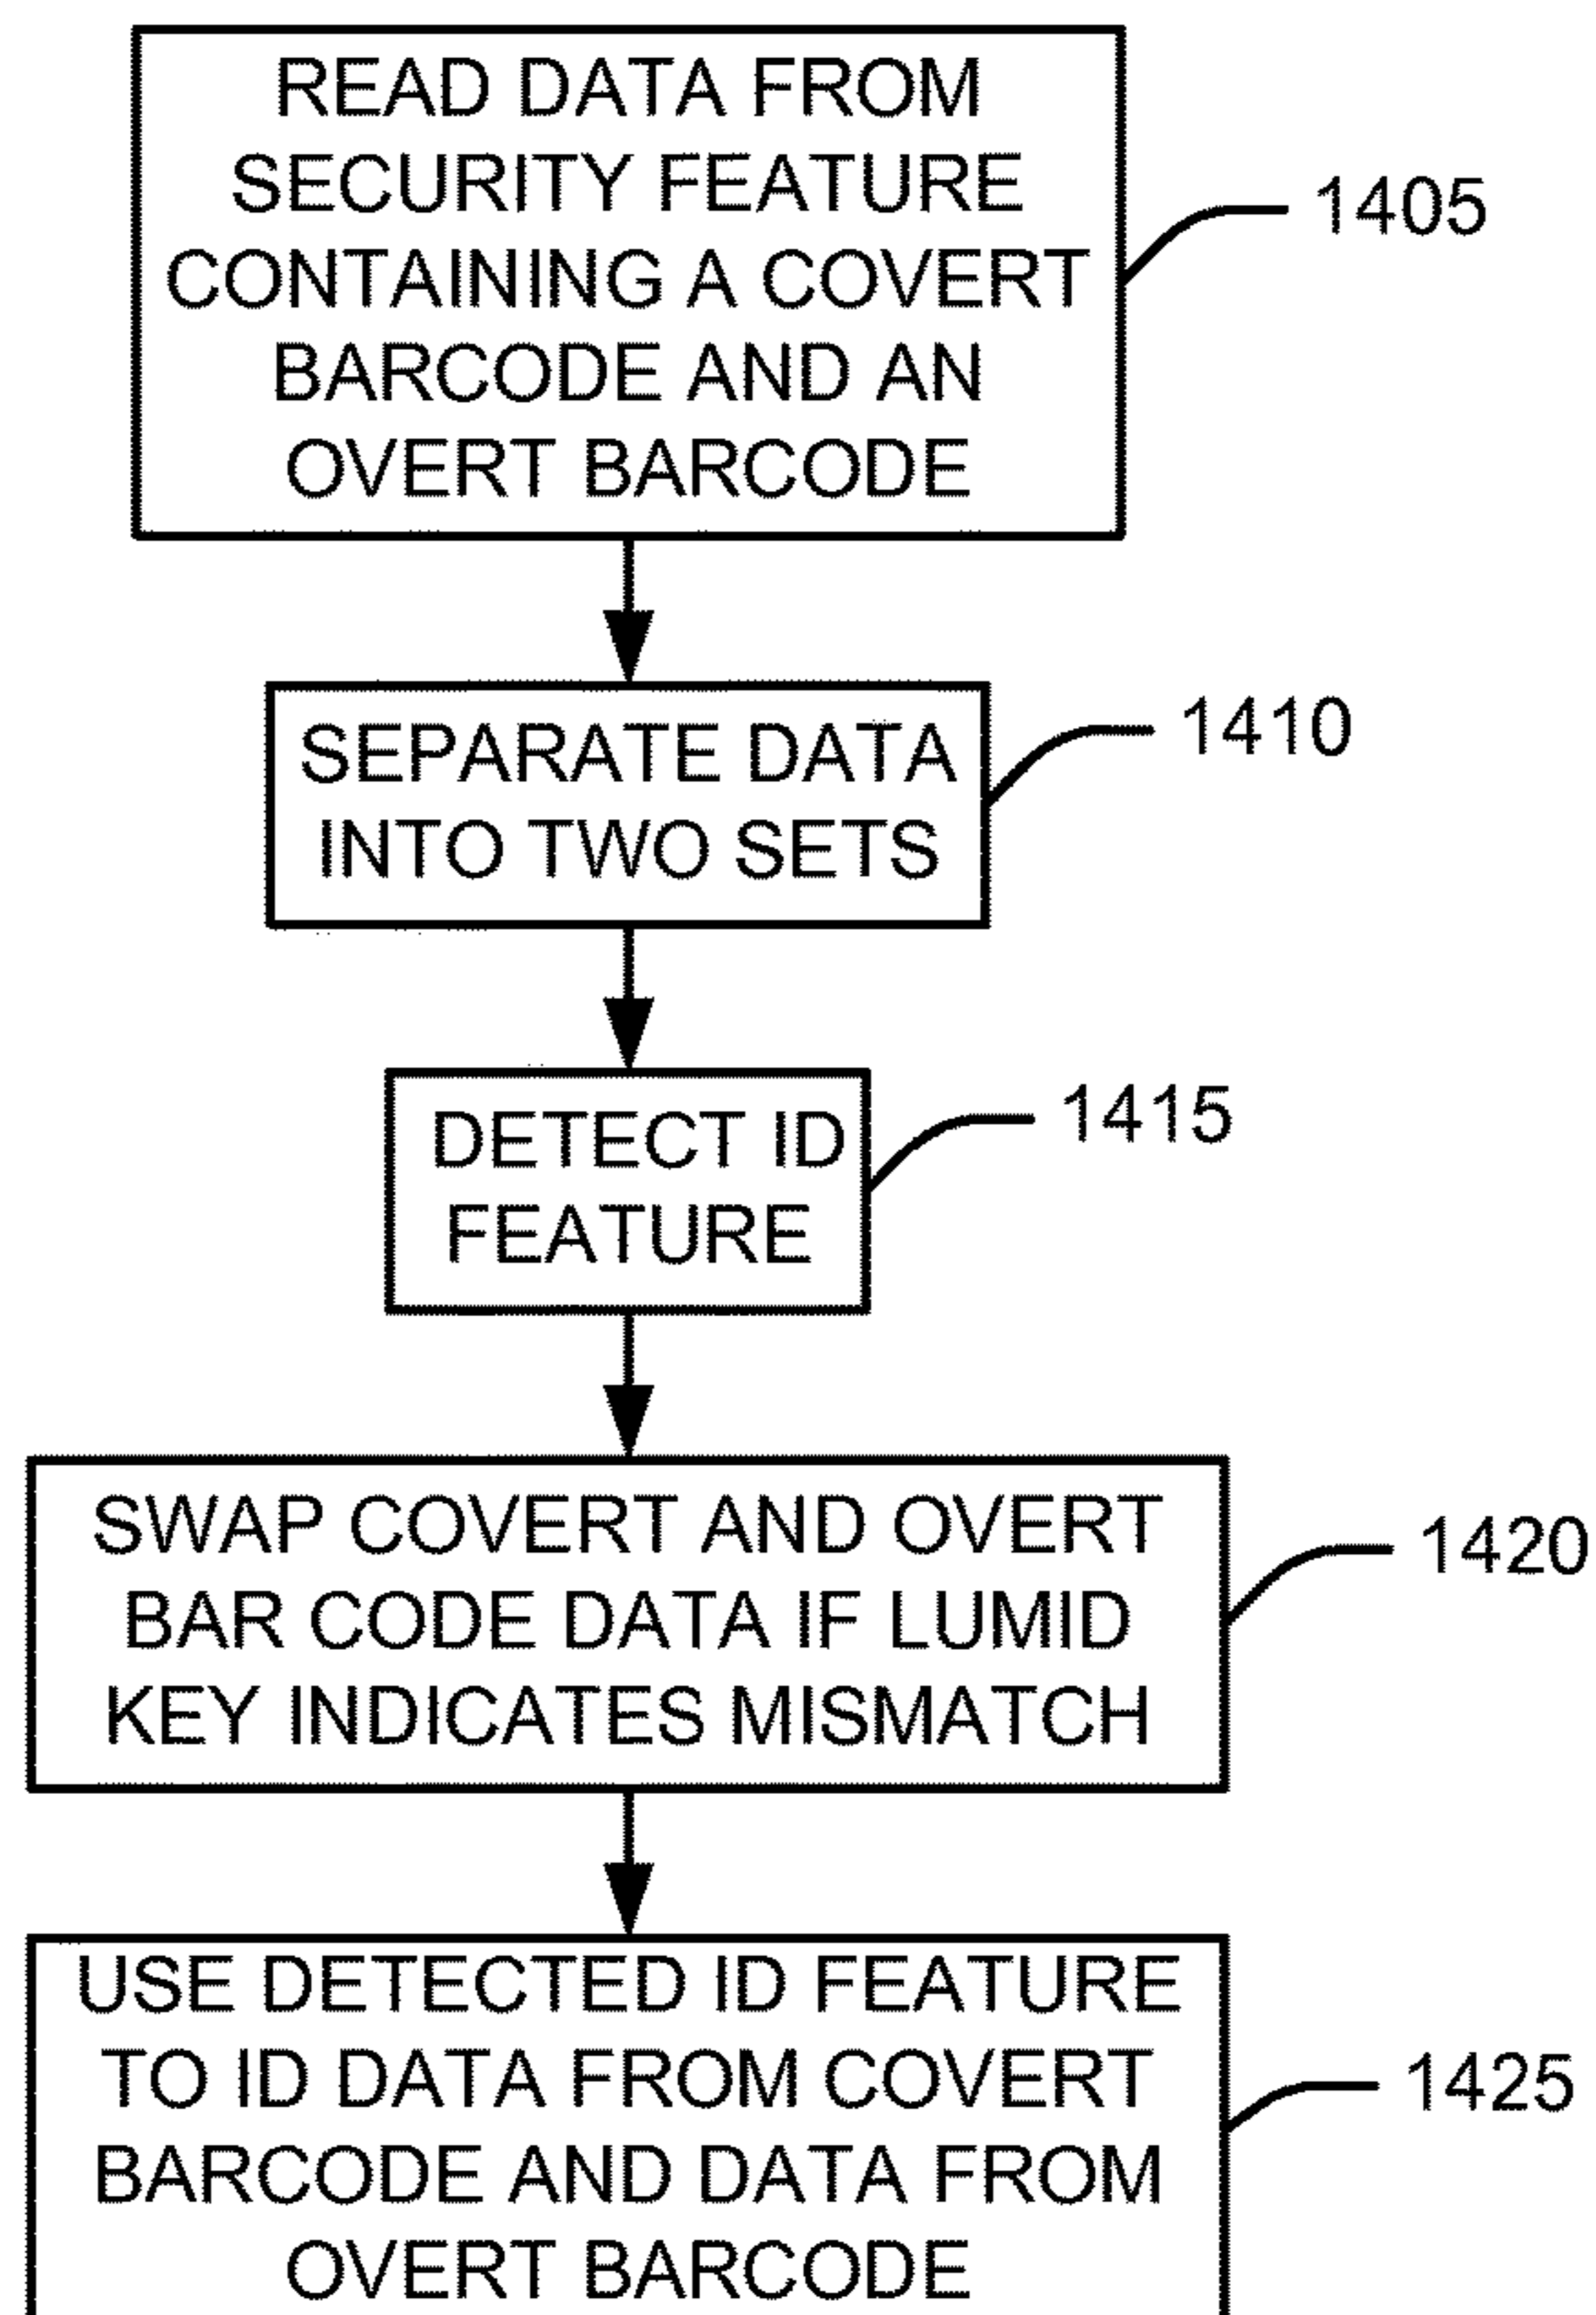 READ DATA FROM
SECURITY FEATURE
CONTAINING A COVERT
BARCODE AND AN
OVERT BARCODE
1405
SEPARATE DATA
INTO TWO SETS
1410
DETECT ID
FEATURE
1415
SWAP COVERT AND OVERT
BAR CODE DATA IF LUMID
KEY INDICATES MISMATCH
1420
USE DETECTED ID FEATURE
TO ID DATA FROM COVERT
BARCODE AND DATA FROM
OVERT BARCODE
1425